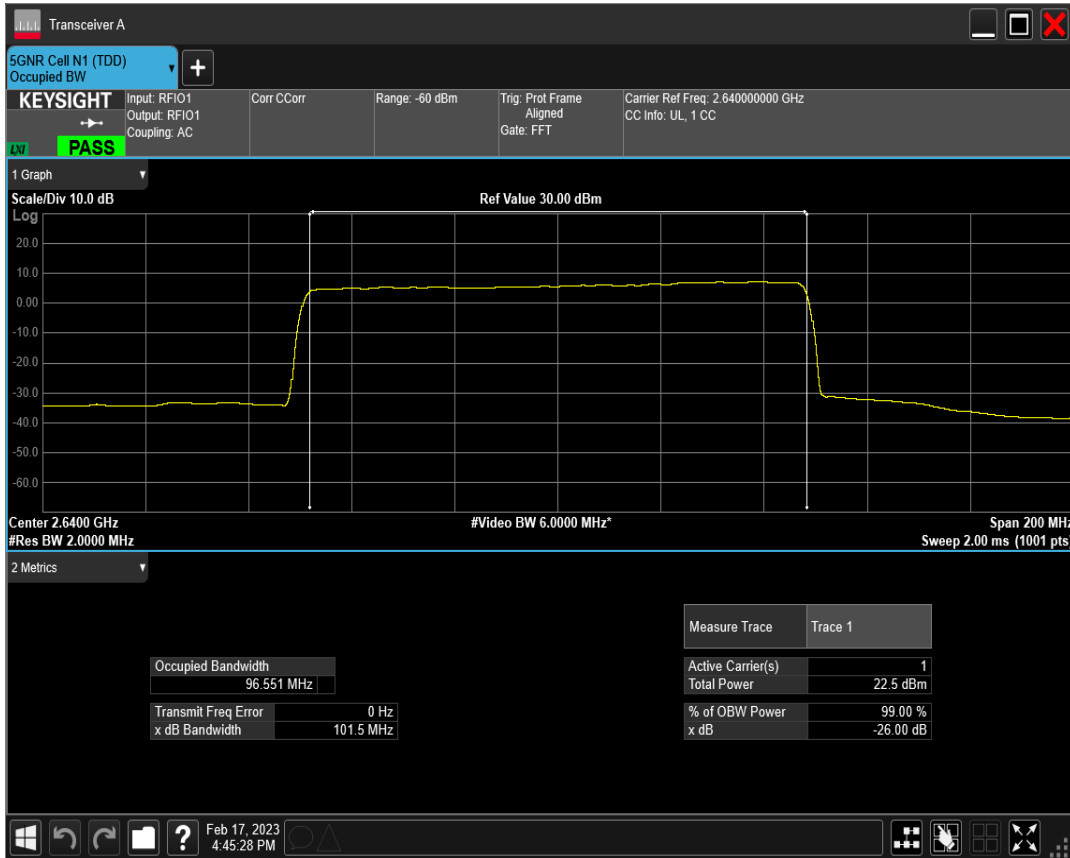 Transceiver A
5GNR Cell N1 (TDD)
Occupied BW
+
KEYSIGHT
Input: RFIO1
Output: RFIO1
Coupling: AC
Corr CCorr
Range: -60 dBm
Trig: Prot Frame
Aligned
Gate: FFT
Carrier Ref Freq: 2.640000000 GHz
CC Info: UL, 1 CC
LXI
PASS
1 Graph
Scale/Div 10.0 dB
Ref Value 30.00 dBm
Log
20.0
10.0
0.00
-10.0
-20.0
-30.0
-40.0
-50.0
-60.0
Center 2.6400 GHz
#Video BW 6.0000 MHz*
Span 200 MHz
#Res BW 2.0000 MHz
Sweep 2.00 ms (1001 pts)
2 Metrics
Measure Trace Trace 1
Occupied Bandwidth
96.551 MHz
Active Carrier(s) 1
Total Power 22.5 dBm
Transmit Freq Error 0 Hz
x dB Bandwidth 101.5 MHz
% of OBW Power 99.00 %
x dB -26.00 dB
?
Feb 17, 2023
4:45:28 PM